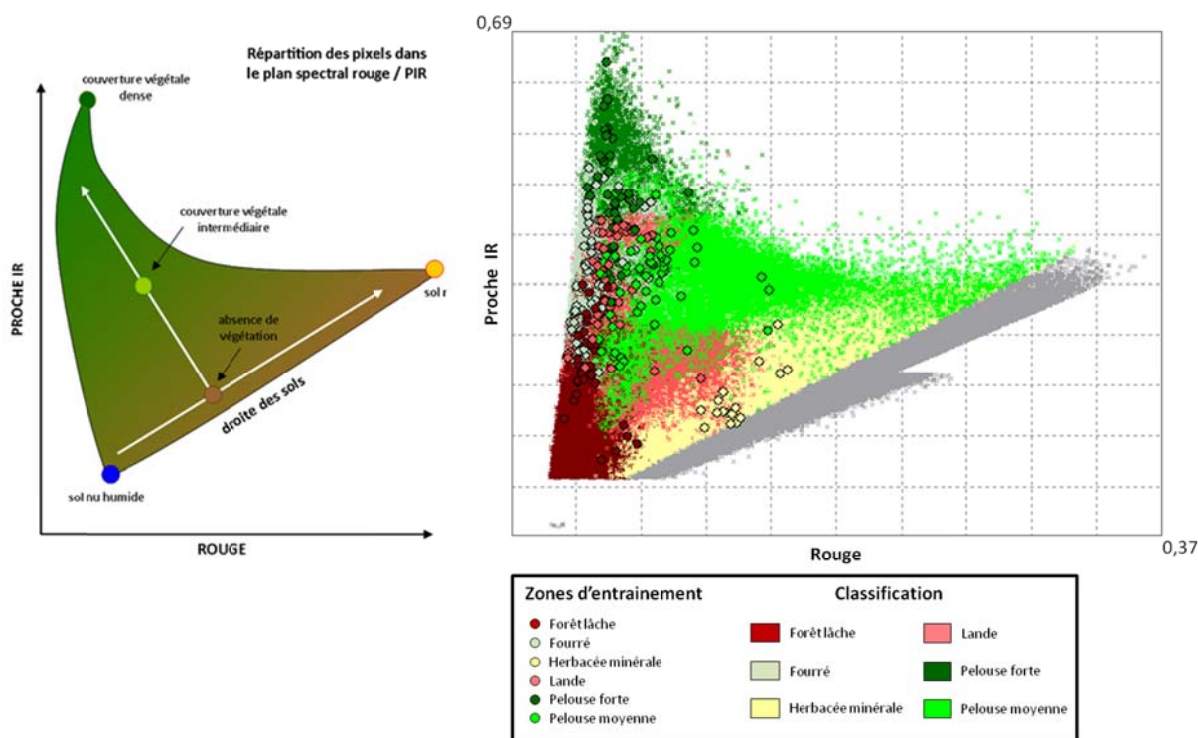 Répartition des pixels dans
le plan spectral rouge / PIR
couverture végétale
dense
couverture végétale
intermédiaire
absence de
végétation
sol r
droite des sols
sol nu humide
PROCHE IR
ROUGE
0,69
Proche IR
Rouge
0,37
Zones d'entrainement
Forêt lâche
Fourré
Herbacée minérale
Lande
Pelouse forte
Pelouse moyenne
Classification
Forêt lâche
Lande
Fourré
Pelouse forte
Herbacée minérale
Pelouse moyenne